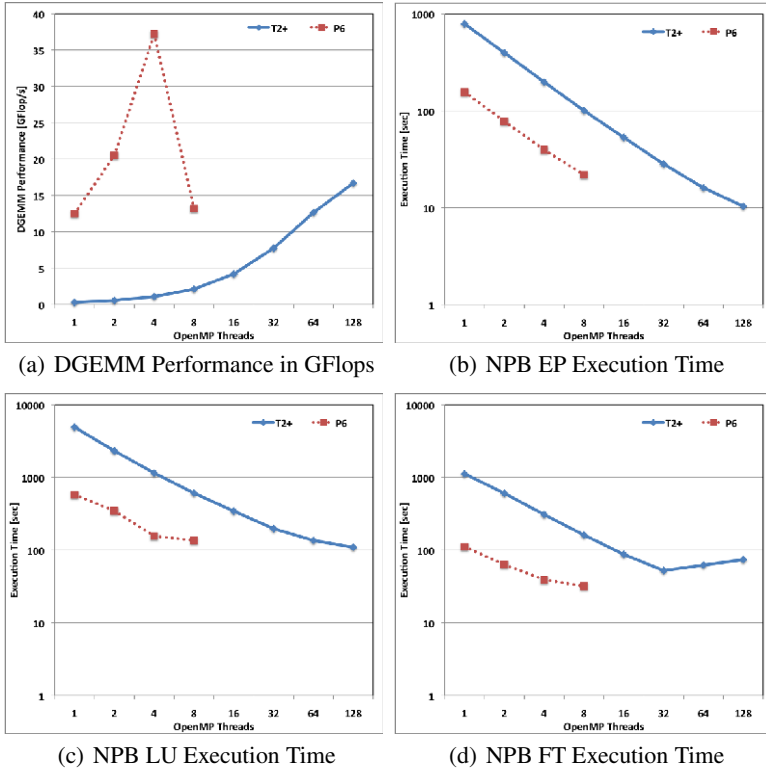 T2+ P6
DGEMM Performance [GFlop/s]
40
35
30
25
20
15
10
5
0
1 2 4 8 16 32 64 128
OpenMP Threads
(a) DGEMM Performance in GFlops
T2+ P6
Execution Time [sec]
1000
100
10
1
1 2 4 8 16 32 64 128
OpenMP Threads
(b) NPB EP Execution Time
T2+ P6
Execution Time [sec]
10000
1000
100
10
1
1 2 4 8 16 32 64 128
OpenMP Threads
(c) NPB LU Execution Time
T2+ P6
Execution Time [sec]
10000
1000
100
10
1
1 2 4 8 16 32 64 128
OpenMP Threads
(d) NPB FT Execution Time